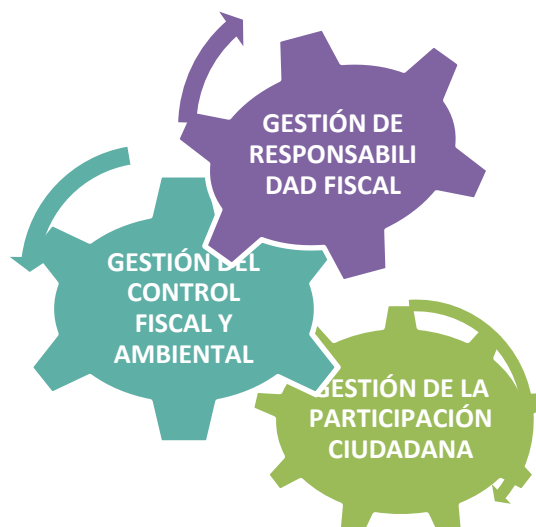 GESTIÓN DE
RESPONSABILI
DAD FISCAL
GESTIÓN DEL
CONTROL
FISCAL Y
AMBIENTAL
GESTIÓN DE LA
PARTICIPACIÓN
CIUDADANA